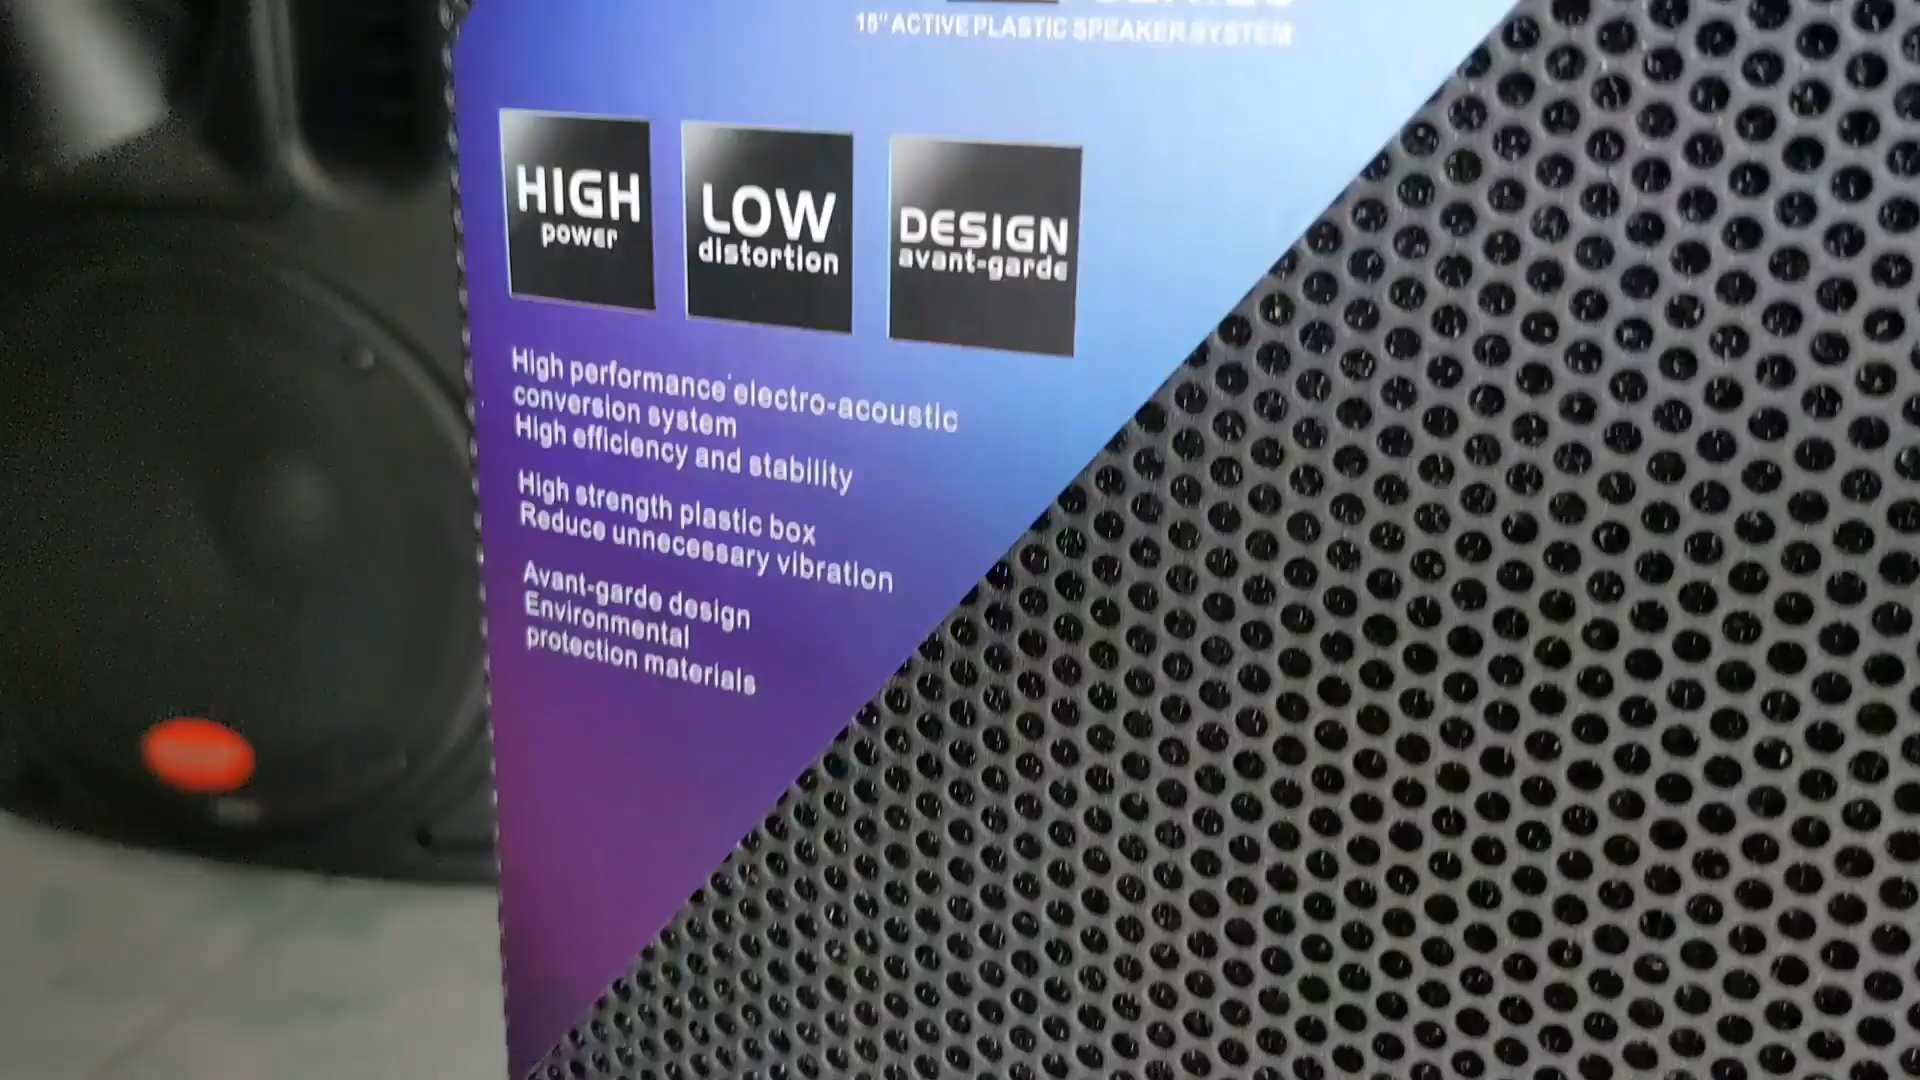 15" ACTIVE PLASTIC SPEAKER SYSTEM
HIGH
power
LOW
distortion
DESIGN
avant-garde
High performance electro-acoustic
conversion system
High efficiency and stability
High strength plastic box
Reduce unnecessary vibration
Avant-garde design
Environmental
protection materials